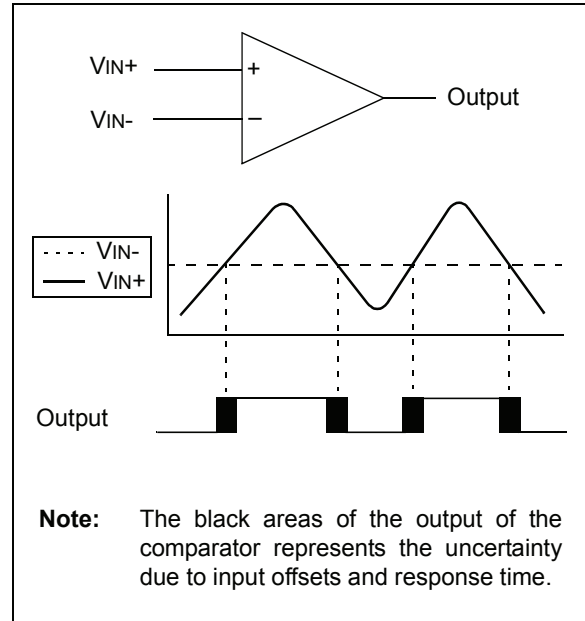 VIN+
+
Output
VIN-
–
VIN-
VIN+
Output
Note: The black areas of the output of the
comparator represents the uncertainty
due to input offsets and response time.